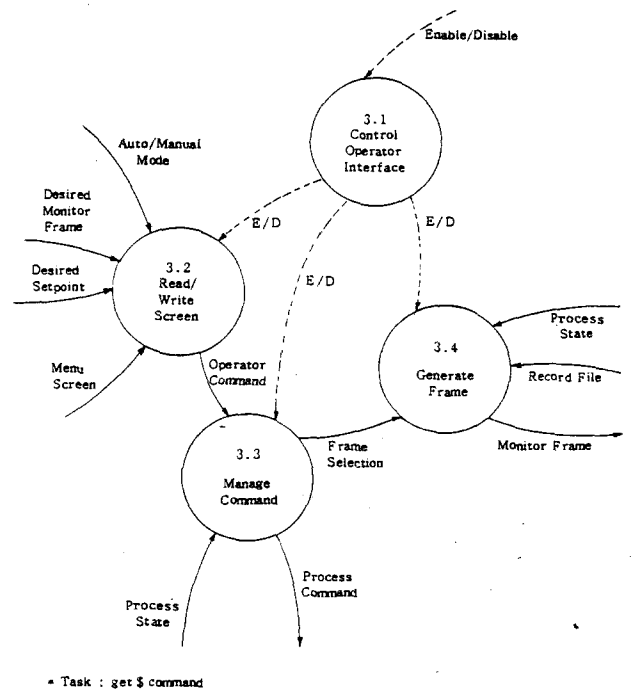 Enable/Disable
3.1
Control
Operator
Interface
Auto/Manual
Mode
Desired
Monitor
Frame
E/D
E/D
E/D
3.2
Read/
Write
Screen
Desired
Setpoint
Process
State
3.4
Generate
Frame
Menu
Screen
Operator
Command
Record File
Monitor Frame
Frame
Selection
3.3
Manage
Command
Process
Command
Process
State
* Task : get $ command